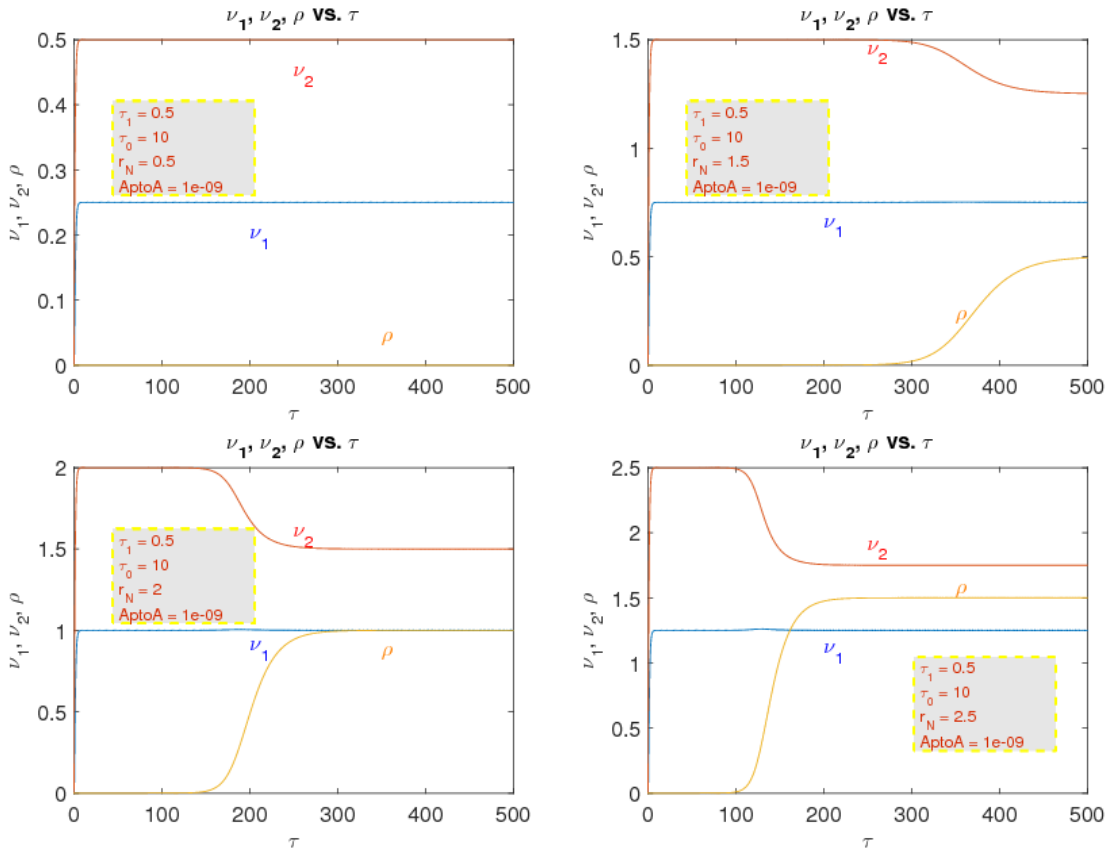 ν₁, ν₂, ρ vs. τ
0.5
0.4
0.3
0.2
0.1
0
ν₁, ν₂, ρ
ν₂
τ₁ = 0.5
τ₀ = 10
r_N = 0.5
AptoA = 1e-09
ν₁
ρ
0 100 200 300 400 500
τ
ν₁, ν₂, ρ vs. τ
1.5
1
0.5
0
ν₁, ν₂, ρ
ν₂
τ₁ = 0.5
τ₀ = 10
r_N = 1.5
AptoA = 1e-09
ν₁
ρ
0 100 200 300 400 500
τ
ν₁, ν₂, ρ vs. τ
2
1.5
1
0.5
0
ν₁, ν₂, ρ
ν₂
τ₁ = 0.5
τ₀ = 10
r_N = 2
AptoA = 1e-09
ν₁
ρ
0 100 200 300 400 500
τ
ν₁, ν₂, ρ vs. τ
2.5
2
1.5
1
0.5
0
ν₁, ν₂, ρ
ν₂
ρ
ν₁
τ₁ = 0.5
τ₀ = 10
r_N = 2.5
AptoA = 1e-09
0 100 200 300 400 500
τ